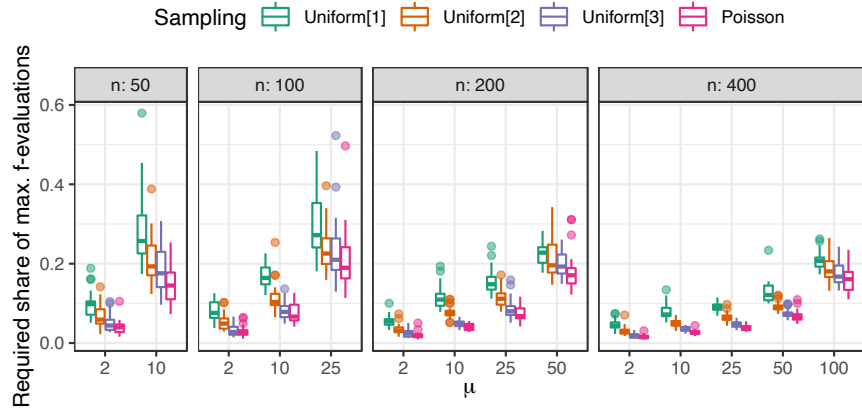 Sampling Uniform[1] Uniform[2] Uniform[3] Poisson
n: 50 n: 100 n: 200 n: 400
Required share of max. f-evaluations
0.6
0.4
0.2
0.0
2 10 2 10 25 2 10 25 50 2 10 25 50 100
μ